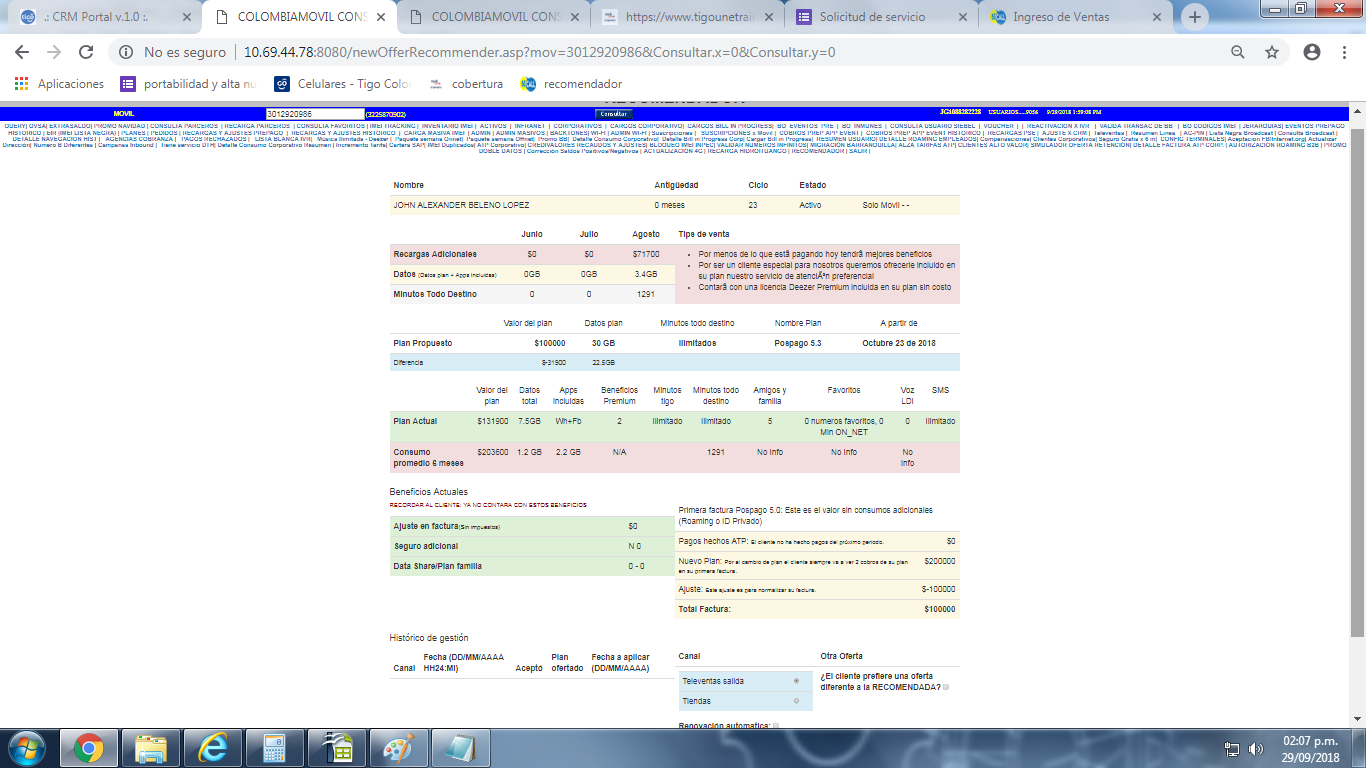 .: CRM Portal v.1.0 :.
COLOMBIAMOVIL CONS
COLOMBIAMOVIL CONS
https://www.tigounetrain
Solicitud de servicio
Ingreso de Ventas
No es seguro | 10.69.44.78:8080/newOfferRecommender.asp?mov=3012920986&Consultar.x=0&Consultar.y=0
Aplicaciones
portabilidad y alta nu
Celulares - Tigo Colo
cobertura
recomendador
MOVIL 3012920986 (3225870902) Consultar JG1088282228 USUARIOS....9056 9/29/2018 1:59:08 PM
Nombre Antigüedad Ciclo Estado
JOHN ALEXANDER BELENO LOPEZ 0 meses 23 Activo Solo Movil - -
Junio Julio Agosto Tips de venta
Recargas Adicionales $0 $0 $71700
Datos (Datos plan + Apps incluidas) 0GB 0GB 3.4GB
Minutos Todo Destino 0 0 1291
Por menos de lo que está pagando hoy tendrá mejores beneficios
Por ser un cliente especial para nosotros queremos ofrecerle incluido en
su plan nuestro servicio de atenciÃ³n preferencial
Contará con una licencia Deezer Premium incluida en su plan sin costo
Valor del plan Datos plan Minutos todo destino Nombre Plan A partir de
Plan Propuesto $100000 30 GB Ilimitados Pospago 5.3 Octubre 23 de 2018
Diferencia $-31900 22.5GB
Valor del plan Datos total Apps incluidas Beneficios Premium Minutos tigo Minutos todo destino Amigos y familia Favoritos Voz LDI SMS
Plan Actual $131900 7.5GB Wh+Fb 2 Ilimitado Ilimitado 5 0 numeros favoritos, 0 Min ON_NET 0 Ilimitado
Consumo promedio 6 meses $203600 1.2 GB 2.2 GB N/A 1291 No Info No Info No Info
Beneficios Actuales
RECORDAR AL CLIENTE: YA NO CONTARA CON ESTOS BENEFICIOS
Ajuste en factura(Sin impuestos) $0
Seguro adicional N 0
Data Share/Plan familia 0 - 0
Primera factura Pospago 5.0: Este es el valor sin consumos adicionales
(Roaming o ID Privado)
Pagos hechos ATP: El cliente no ha hecho pagos del próximo periodo. $0
Nuevo Plan: Por el cambio de plan el cliente siempre va a ver 2 cobros de su plan $200000
en su primera factura.
Ajuste: Este ajuste es para normalizar su factura. $-100000
Total Factura: $100000
Histórico de gestión
Canal Fecha (DD/MM/AAAA HH24:MI) Aceptó Plan ofertado Fecha a aplicar (DD/MM/AAAA)
Canal Otra Oferta
Televentas salida
Tiendas
¿El cliente prefiere una oferta
diferente a la RECOMENDADA?
Renovación automatica:
02:07 p.m.
29/09/2018